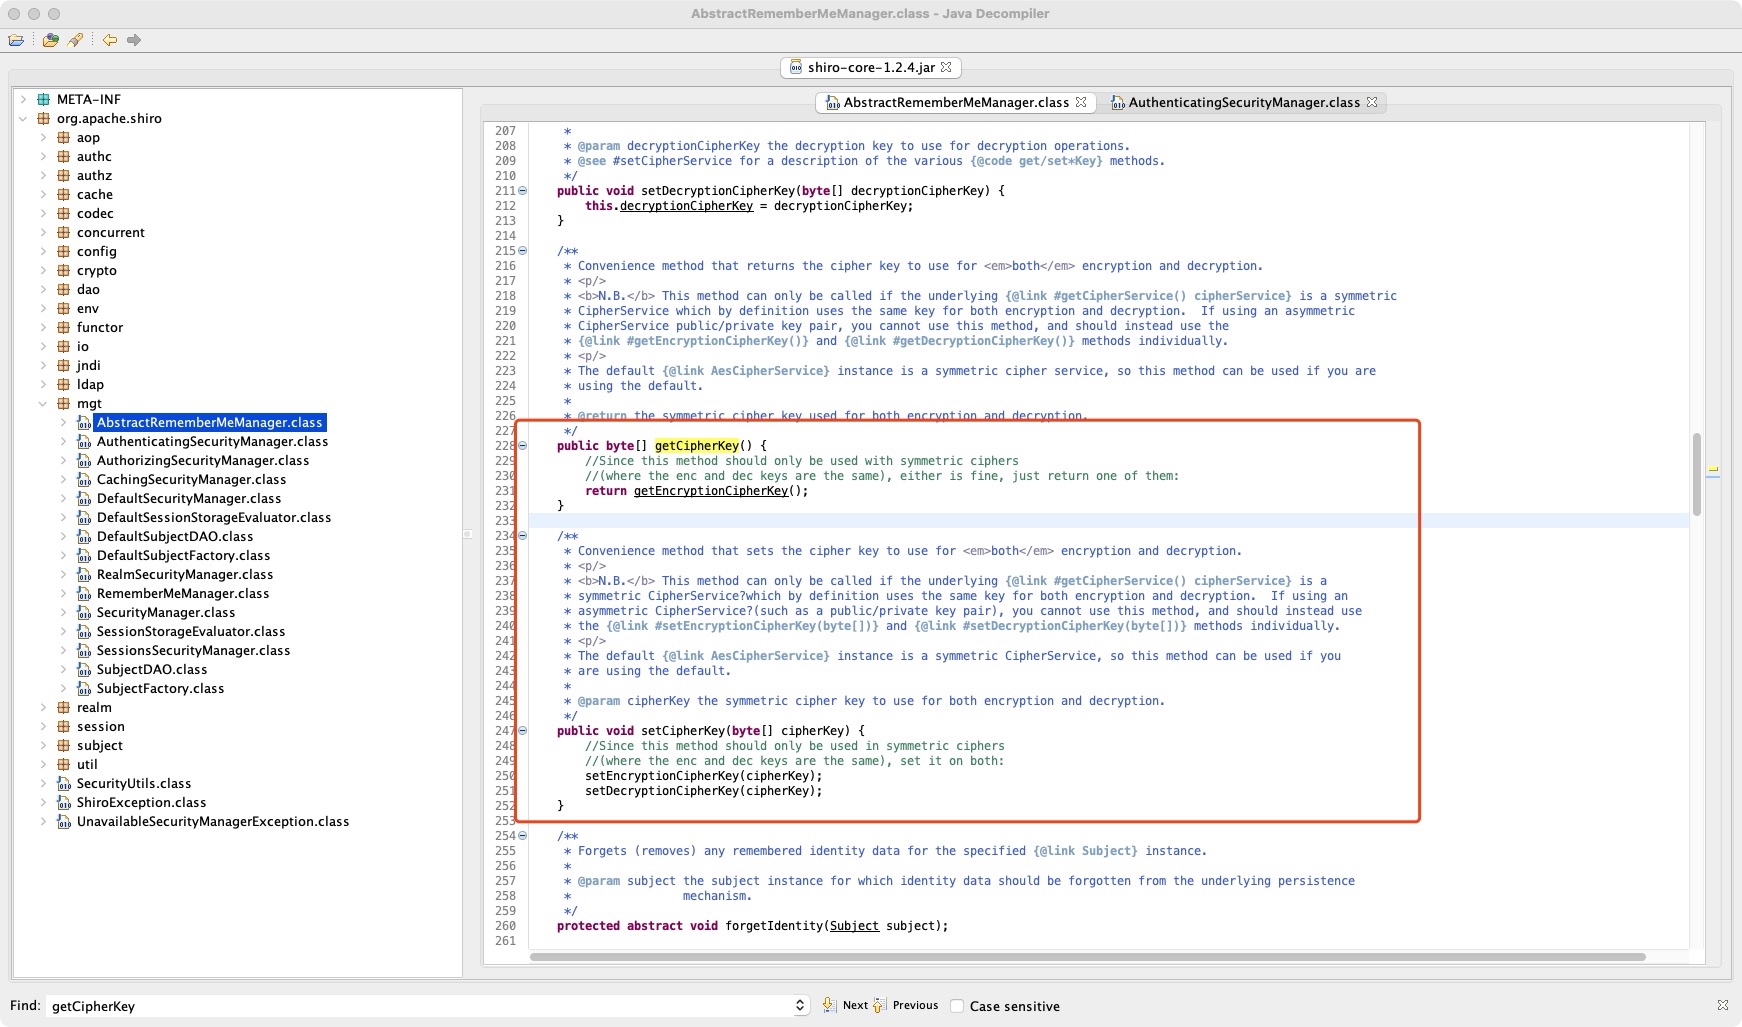 AbstractRememberMeManager.class - Java Decompiler
shiro-core-1.2.4.jar
META-INF
org.apache.shiro
aop
authc
authz
cache
codec
concurrent
config
crypto
dao
env
functor
io
jndi
ldap
mgt
AbstractRememberMeManager.class
AuthenticatingSecurityManager.class
AuthorizingSecurityManager.class
CachingSecurityManager.class
DefaultSecurityManager.class
DefaultSessionStorageEvaluator.class
DefaultSubjectDAO.class
DefaultSubjectFactory.class
RealmSecurityManager.class
RememberMeManager.class
SecurityManager.class
SessionStorageEvaluator.class
SessionsSecurityManager.class
SubjectDAO.class
SubjectFactory.class
realm
session
subject
util
SecurityUtils.class
ShiroException.class
UnavailableSecurityManagerException.class
AbstractRememberMeManager.class AuthenticatingSecurityManager.class
207 *
208 * @param decryptionCipherKey the decryption key to use for decryption operations.
209 * @see #setCipherService for a description of the various {@code get/set*Key} methods.
210 */
211 public void setDecryptionCipherKey(byte[] decryptionCipherKey) {
212 this.decryptionCipherKey = decryptionCipherKey;
213 }
214
215 /**
216 * Convenience method that returns the cipher key to use for <em>both</em> encryption and decryption.
217 * <p/>
218 * <b>N.B.</b> This method can only be called if the underlying {@link #getCipherService() cipherService} is a symmetric
219 * CipherService which by definition uses the same key for both encryption and decryption.  If using an asymmetric
220 * CipherService public/private key pair, you cannot use this method, and should instead use the
221 * {@link #getEncryptionCipherKey()} and {@link #getDecryptionCipherKey()} methods individually.
222 * <p/>
223 * The default {@link AesCipherService} instance is a symmetric cipher service, so this method can be used if you are
224 * using the default.
225 *
226 * @return the symmetric cipher key used for both encryption and decryption.
227 */
228 public byte[] getCipherKey() {
229 //Since this method should only be used with symmetric ciphers
230 //(where the enc and dec keys are the same), either is fine, just return one of them:
231 return getEncryptionCipherKey();
232 }
233
234 /**
235 * Convenience method that sets the cipher key to use for <em>both</em> encryption and decryption.
236 * <p/>
237 * <b>N.B.</b> This method can only be called if the underlying {@link #getCipherService() cipherService} is a
238 * symmetric CipherService?which by definition uses the same key for both encryption and decryption.  If using an
239 * asymmetric CipherService?(such as a public/private key pair), you cannot use this method, and should instead use
240 * the {@link #setEncryptionCipherKey(byte[])} and {@link #setDecryptionCipherKey(byte[])} methods individually.
241 * <p/>
242 * The default {@link AesCipherService} instance is a symmetric CipherService, so this method can be used if you
243 * are using the default.
244 *
245 * @param cipherKey the symmetric cipher key to use for both encryption and decryption.
246 */
247 public void setCipherKey(byte[] cipherKey) {
248 //Since this method should only be used in symmetric ciphers
249 //(where the enc and dec keys are the same), set it on both:
250 setEncryptionCipherKey(cipherKey);
251 setDecryptionCipherKey(cipherKey);
252 }
253
254 /**
255 * Forgets (removes) any remembered identity data for the specified {@link Subject} instance.
256 *
257 * @param subject the subject instance for which identity data should be forgotten from the underlying persistence
258 * mechanism.
259 */
260 protected abstract void forgetIdentity(Subject subject);
261
Find: getCipherKey Next Previous Case sensitive